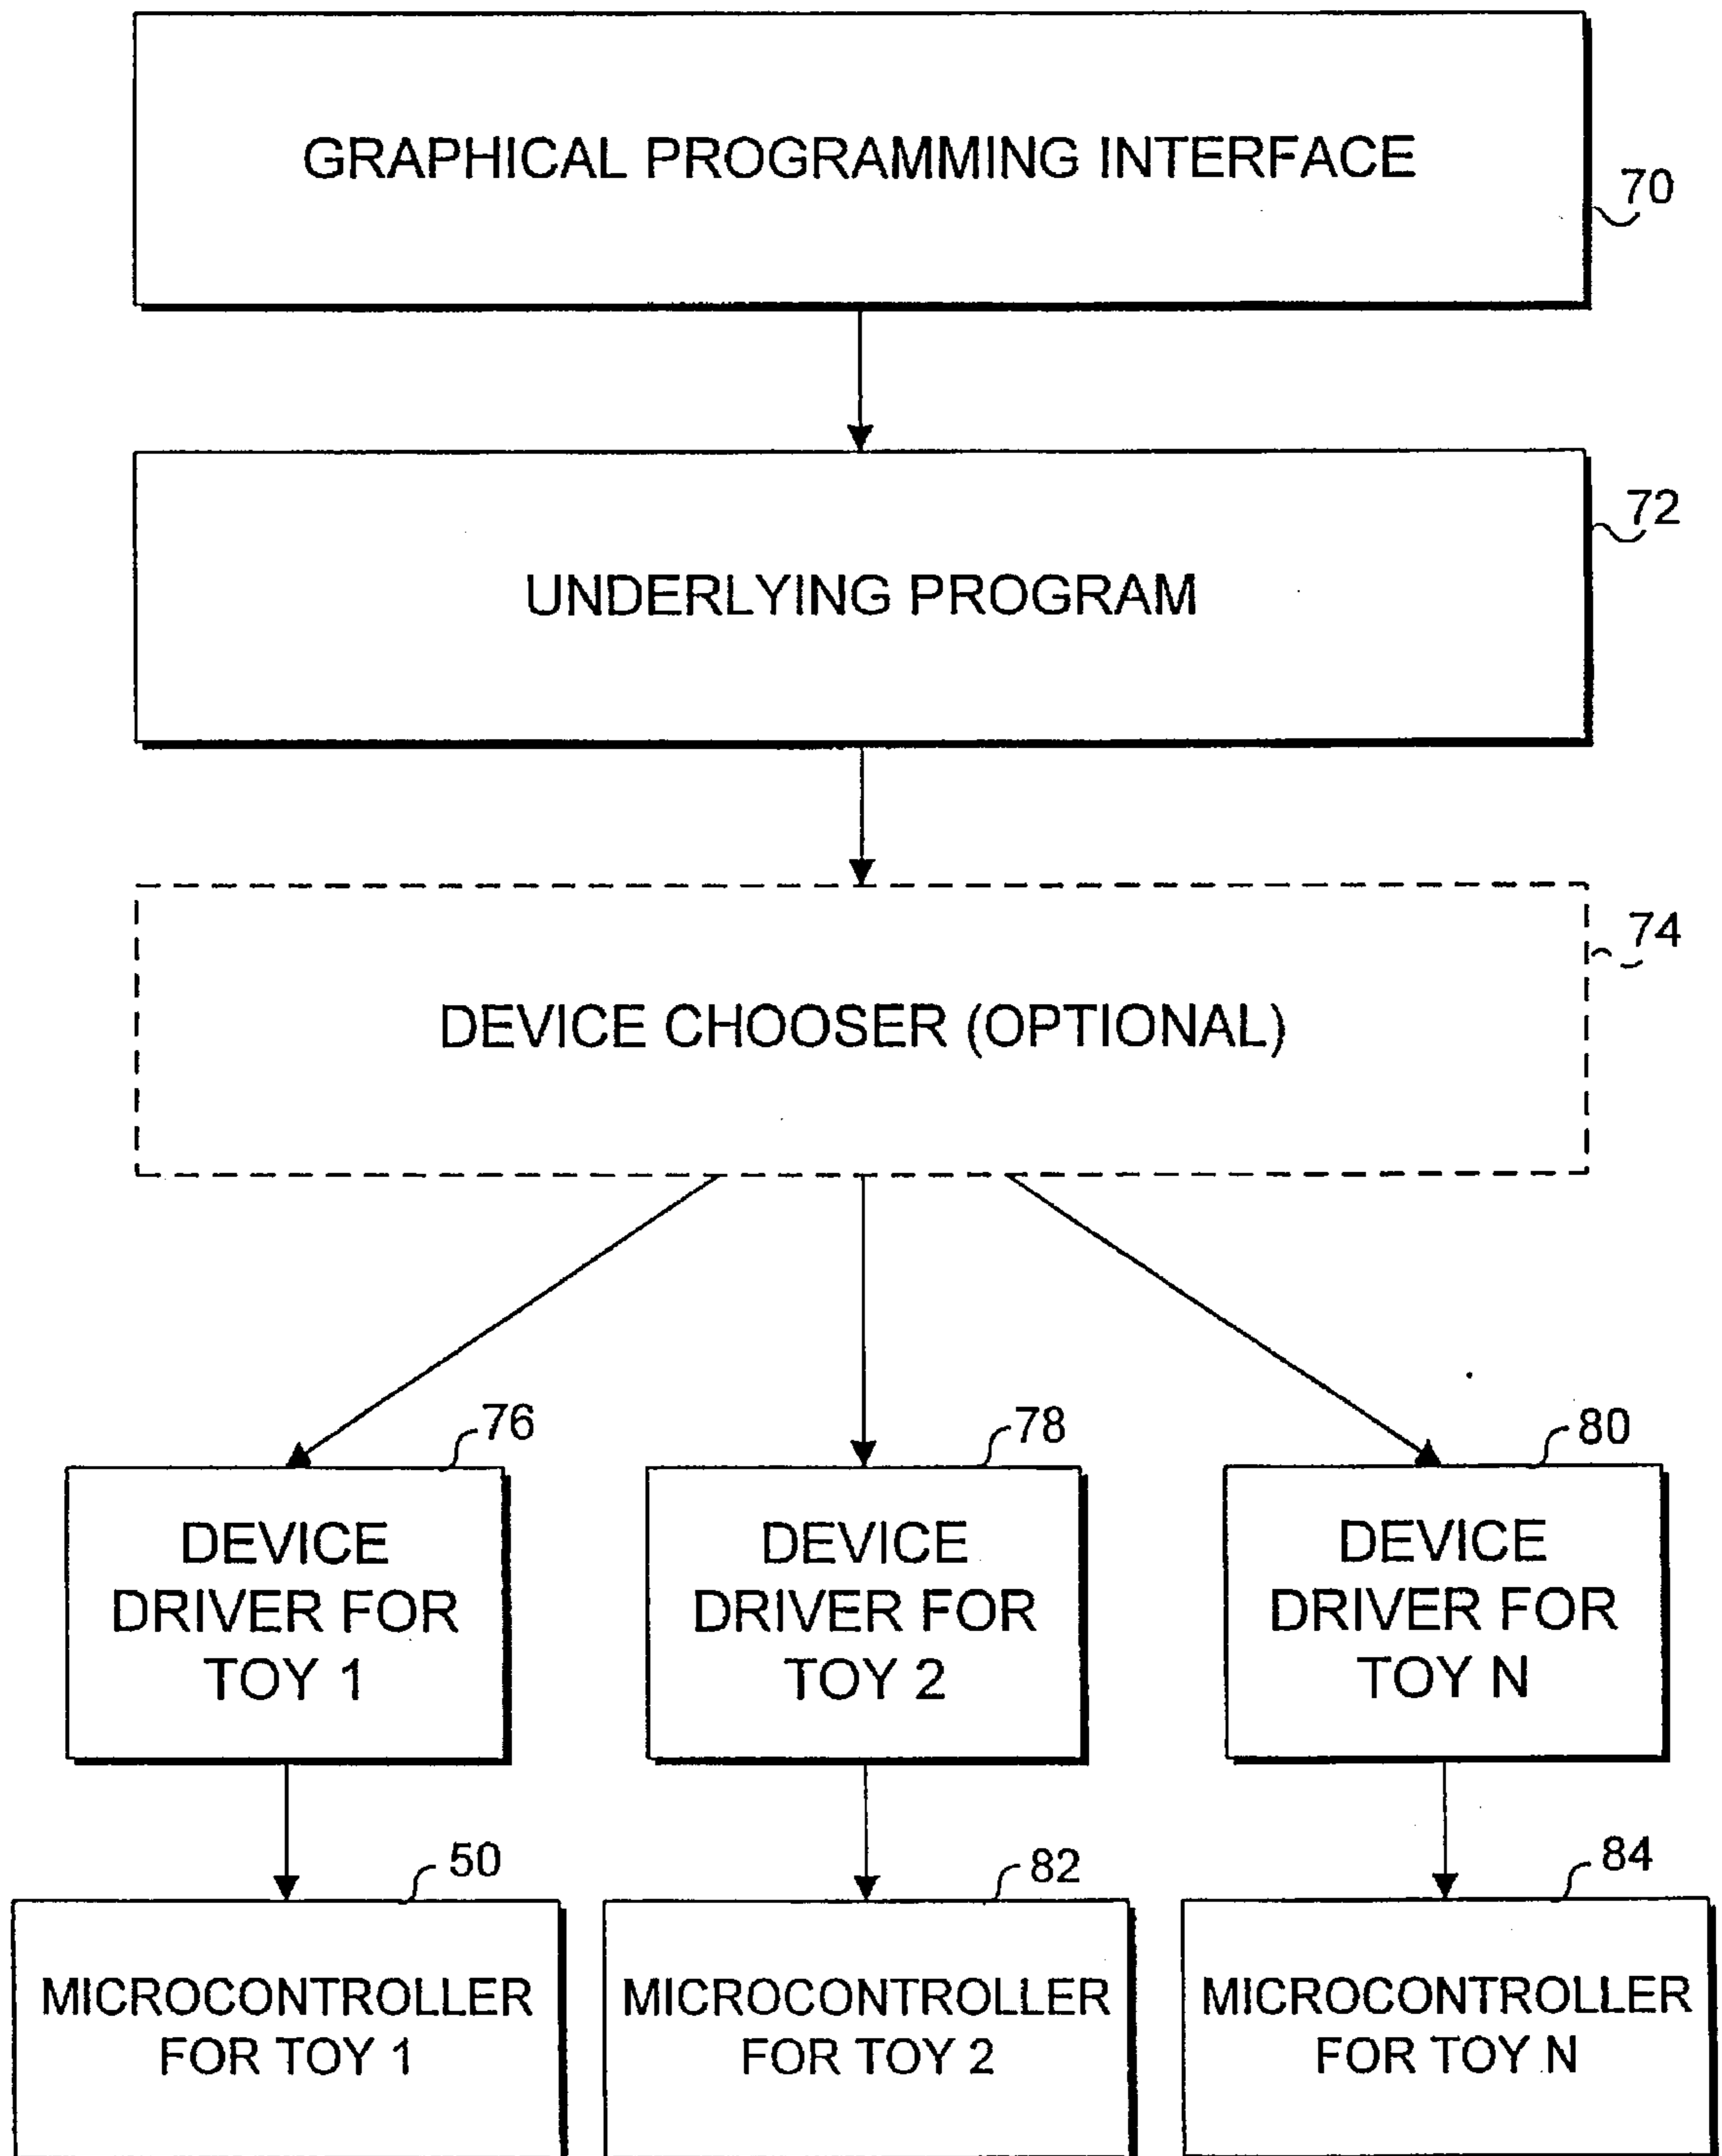 GRAPHICAL PROGRAMMING INTERFACE
70
UNDERLYING PROGRAM
72
DEVICE CHOOSER (OPTIONAL)
74
76
DEVICE
DRIVER FOR
TOY 1
78
DEVICE
DRIVER FOR
TOY 2
80
DEVICE
DRIVER FOR
TOY N
50
MICROCONTROLLER
FOR TOY 1
82
MICROCONTROLLER
FOR TOY 2
84
MICROCONTROLLER
FOR TOY N